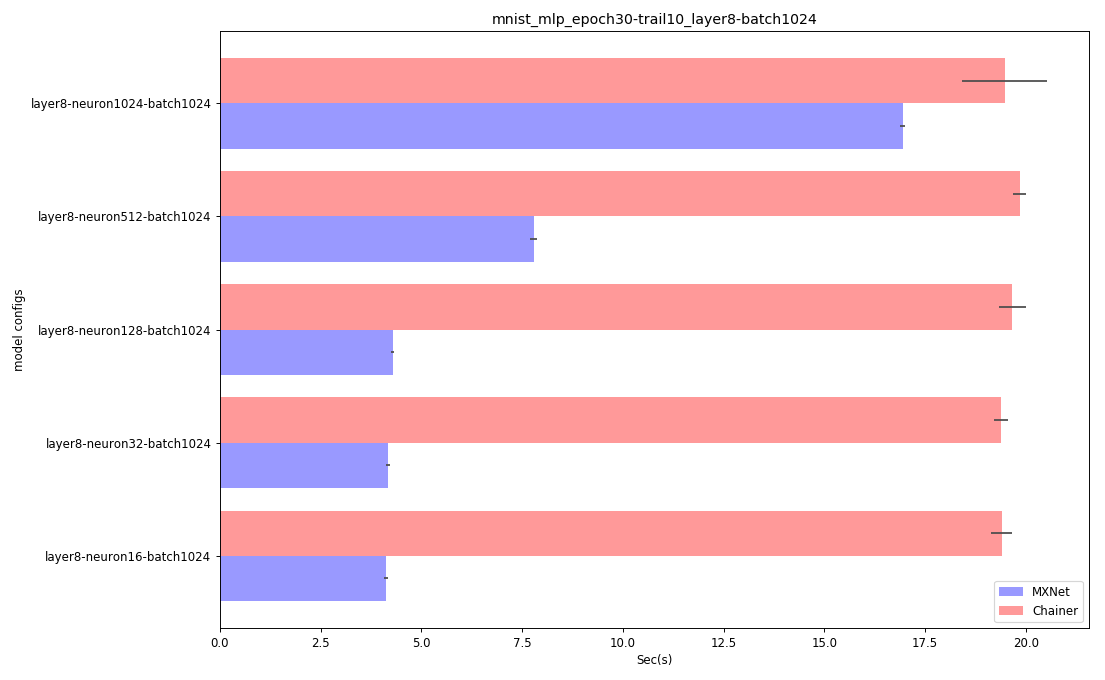 mnist_mlp_epoch30-trail10_layer8-batch1024
model configs
layer8-neuron1024-batch1024
layer8-neuron512-batch1024
layer8-neuron128-batch1024
layer8-neuron32-batch1024
layer8-neuron16-batch1024
MXNet
Chainer
0.0 2.5 5.0 7.5 10.0 12.5 15.0 17.5 20.0
Sec(s)